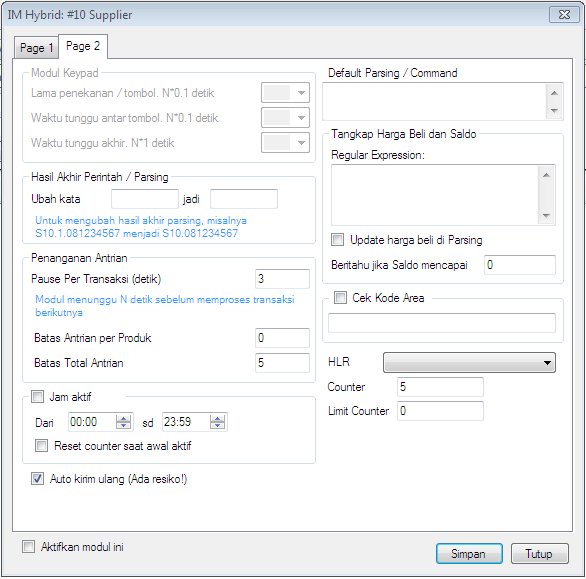 IM Hybrid: #10 Supplier
Page 1
Page 2
Modul Keypad
Lama penekanan / tombol. N*0.1 detik
Waktu tunggu antar tombol. N*0.1 detik
Waktu tunggu akhir. N*1 detik
Hasil Akhir Perintah / Parsing
Ubah kata
jadi
Untuk mengubah hasil akhir parsing, misalnya
S10.1.081234567 menjadi S10.081234567
Penanganan Antrian
Pause Per Transaksi (detik)
3
Modul menunggu N detik sebelum memproses transaksi
berikutnya
Batas Antrian per Produk
0
Batas Total Antrian
5
Jam aktif
Dari
00:00
sd
23:59
Reset counter saat awal aktif
Auto kirim ulang (Ada resiko!)
Default Parsing / Command
Tangkap Harga Beli dan Saldo
Regular Expression:
Update harga beli di Parsing
Beritahu jika Saldo mencapai
0
Cek Kode Area
HLR
Counter
5
Limit Counter
0
Aktifkan modul ini
Simpan
Tutup